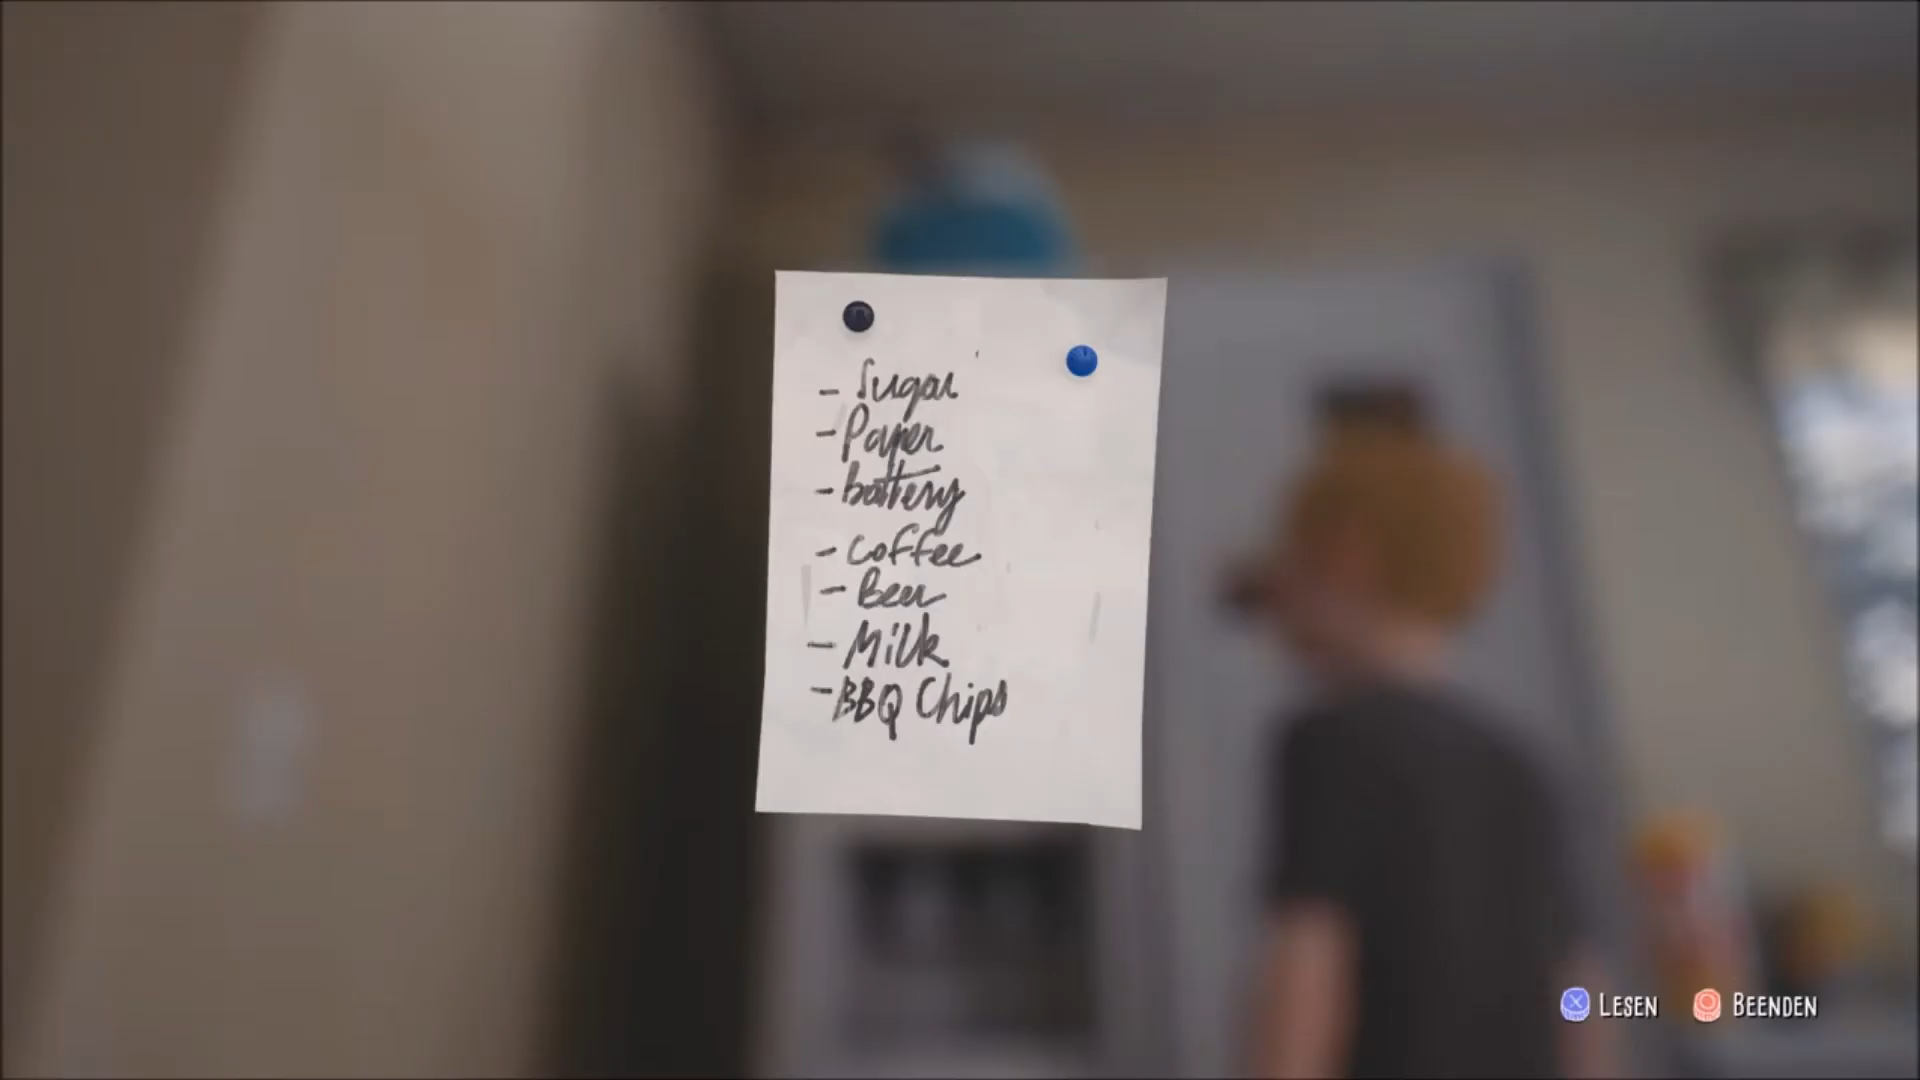 - Sugar
- Paper
- battery
- Coffee
- Beer
- Milk
- BBQ Chips
LESEN BEENDEN